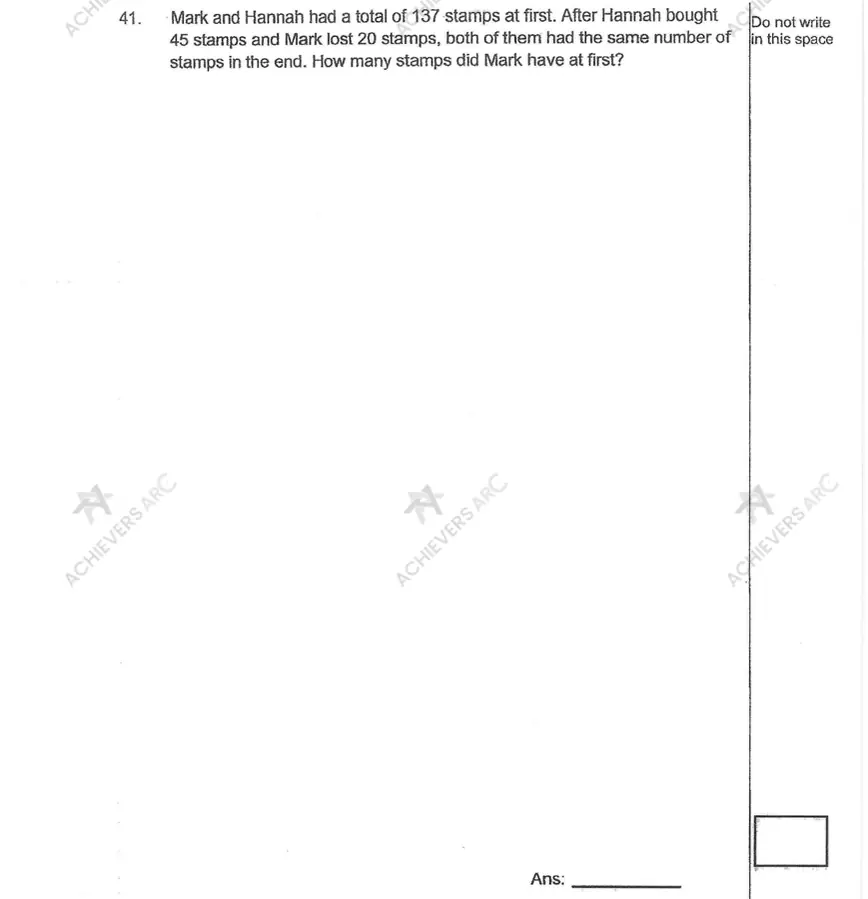 41. Mark and Hannah had a total of 137 stamps at first. After Hannah bought
45 stamps and Mark lost 20 stamps, both of them had the same number of
stamps in the end. How many stamps did Mark have at first?
Do not write
in this space
ACHIEVERS ARC
ACHIEVERS ARC
ACHIEVERS ARC
Ans: